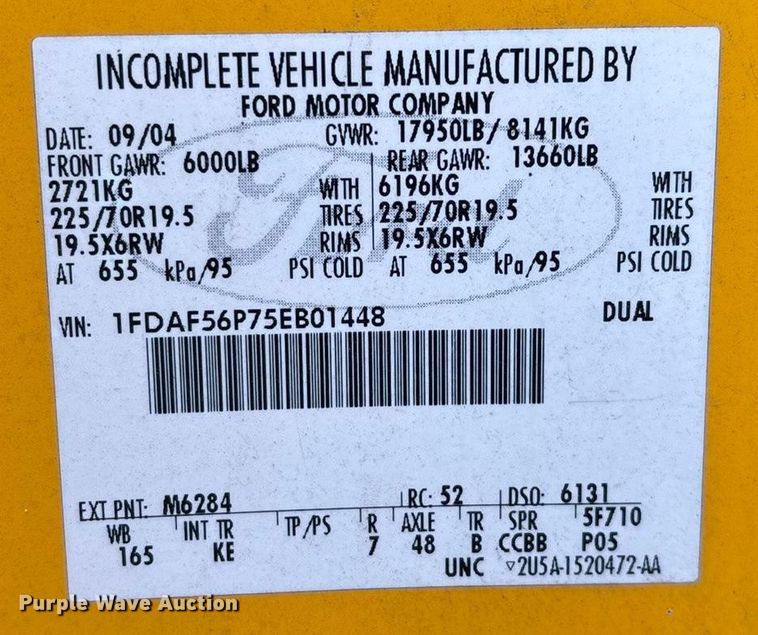 INCOMPLETE VEHICLE MANUFACTURED BY
FORD MOTOR COMPANY
DATE: 09/04 GVWR: 17950LB/ 8141KG
FRONT GAWR: 6000LB REAR GAWR: 13660LB
2721KG WITH 6196KG WITH
225/70R19.5 TIRES 225/70R19.5 TIRES
19.5X6RW RIMS 19.5X6RW RIMS
AT 655 kPa/95 PSI COLD AT 655 kPa/95 PSI COLD
VIN: 1FDAF56P75EB01448 DUAL
EXT PNT: M6284 RC: 52 DSO: 6131
WB INT TR TP/PS R AXLE TR SPR 5F710
165 KE 7 48 B CCBB P05
UNC ▽2U5A-1520472-AA
Ford
Purple Wave Auction